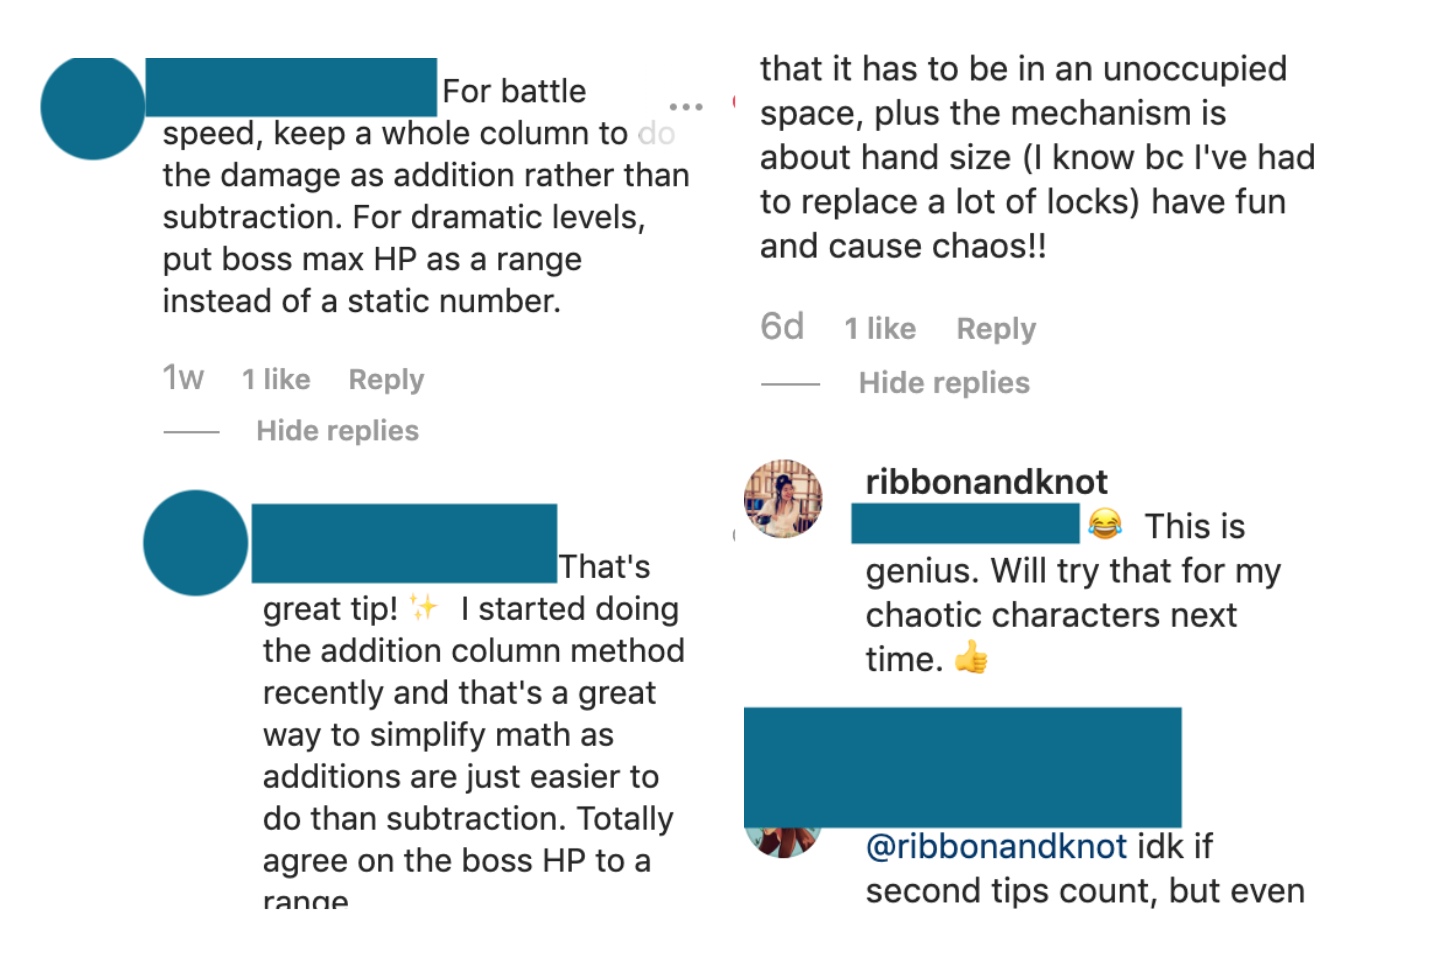 For battle
speed, keep a whole column to do
the damage as addition rather than
subtraction. For dramatic levels,
put boss max HP as a range
instead of a static number.
1w 1 like Reply
Hide replies
That's
great tip! ✨ I started doing
the addition column method
recently and that's a great
way to simplify math as
additions are just easier to
do than subtraction. Totally
agree on the boss HP to a
range
that it has to be in an unoccupied
space, plus the mechanism is
about hand size (I know bc I've had
to replace a lot of locks) have fun
and cause chaos!!
6d 1 like Reply
Hide replies
ribbonandknot
😂 This is
genius. Will try that for my
chaotic characters next
time. 👍
@ribbonandknot idk if
second tips count, but even